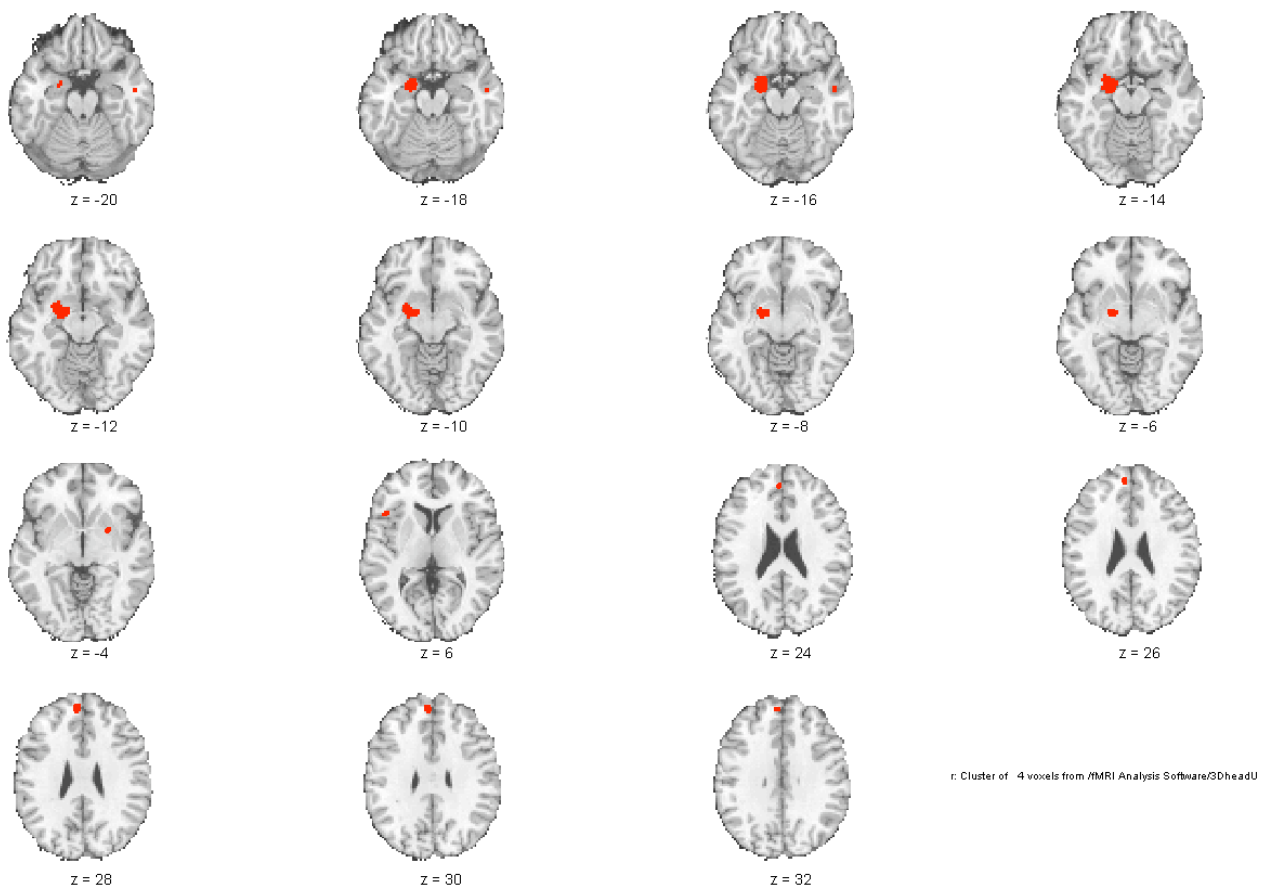 z = -20
z = -18
z = -16
z = -14
z = -12
z = -10
z = -8
z = -6
z = -4
z = 6
z = 24
z = 26
r: Cluster of 4 voxels from /fMRI Analysis Software/3DheadU
z = 28
z = 30
z = 32